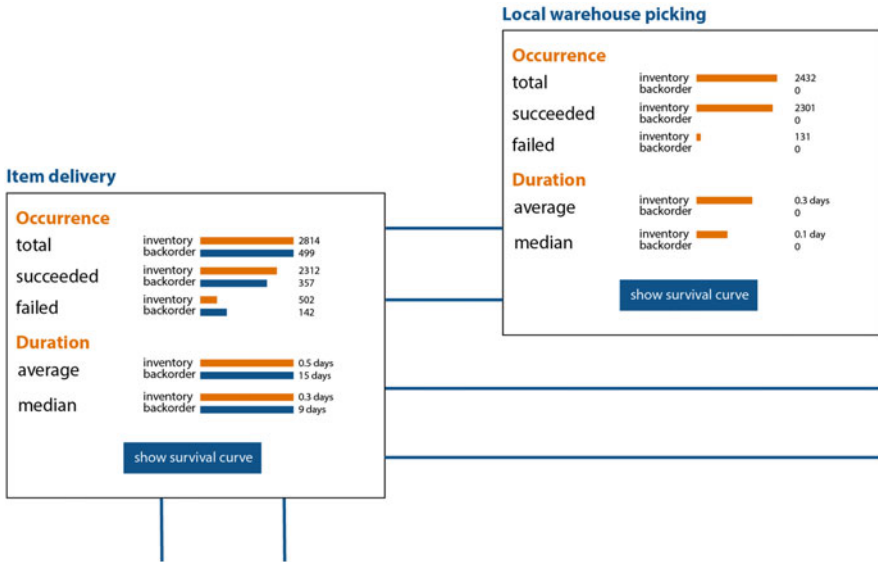 Local warehouse picking
Occurrence
total inventory 2432
backorder 0
succeeded inventory 2301
backorder 0
failed inventory 131
backorder 0
Duration
average inventory 0.3 days
backorder 0
median inventory 0.1 day
backorder 0
show survival curve
Item delivery
Occurrence
total inventory 2814
backorder 499
succeeded inventory 2312
backorder 357
failed inventory 502
backorder 142
Duration
average inventory 0.5 days
backorder 15 days
median inventory 0.3 days
backorder 9 days
show survival curve